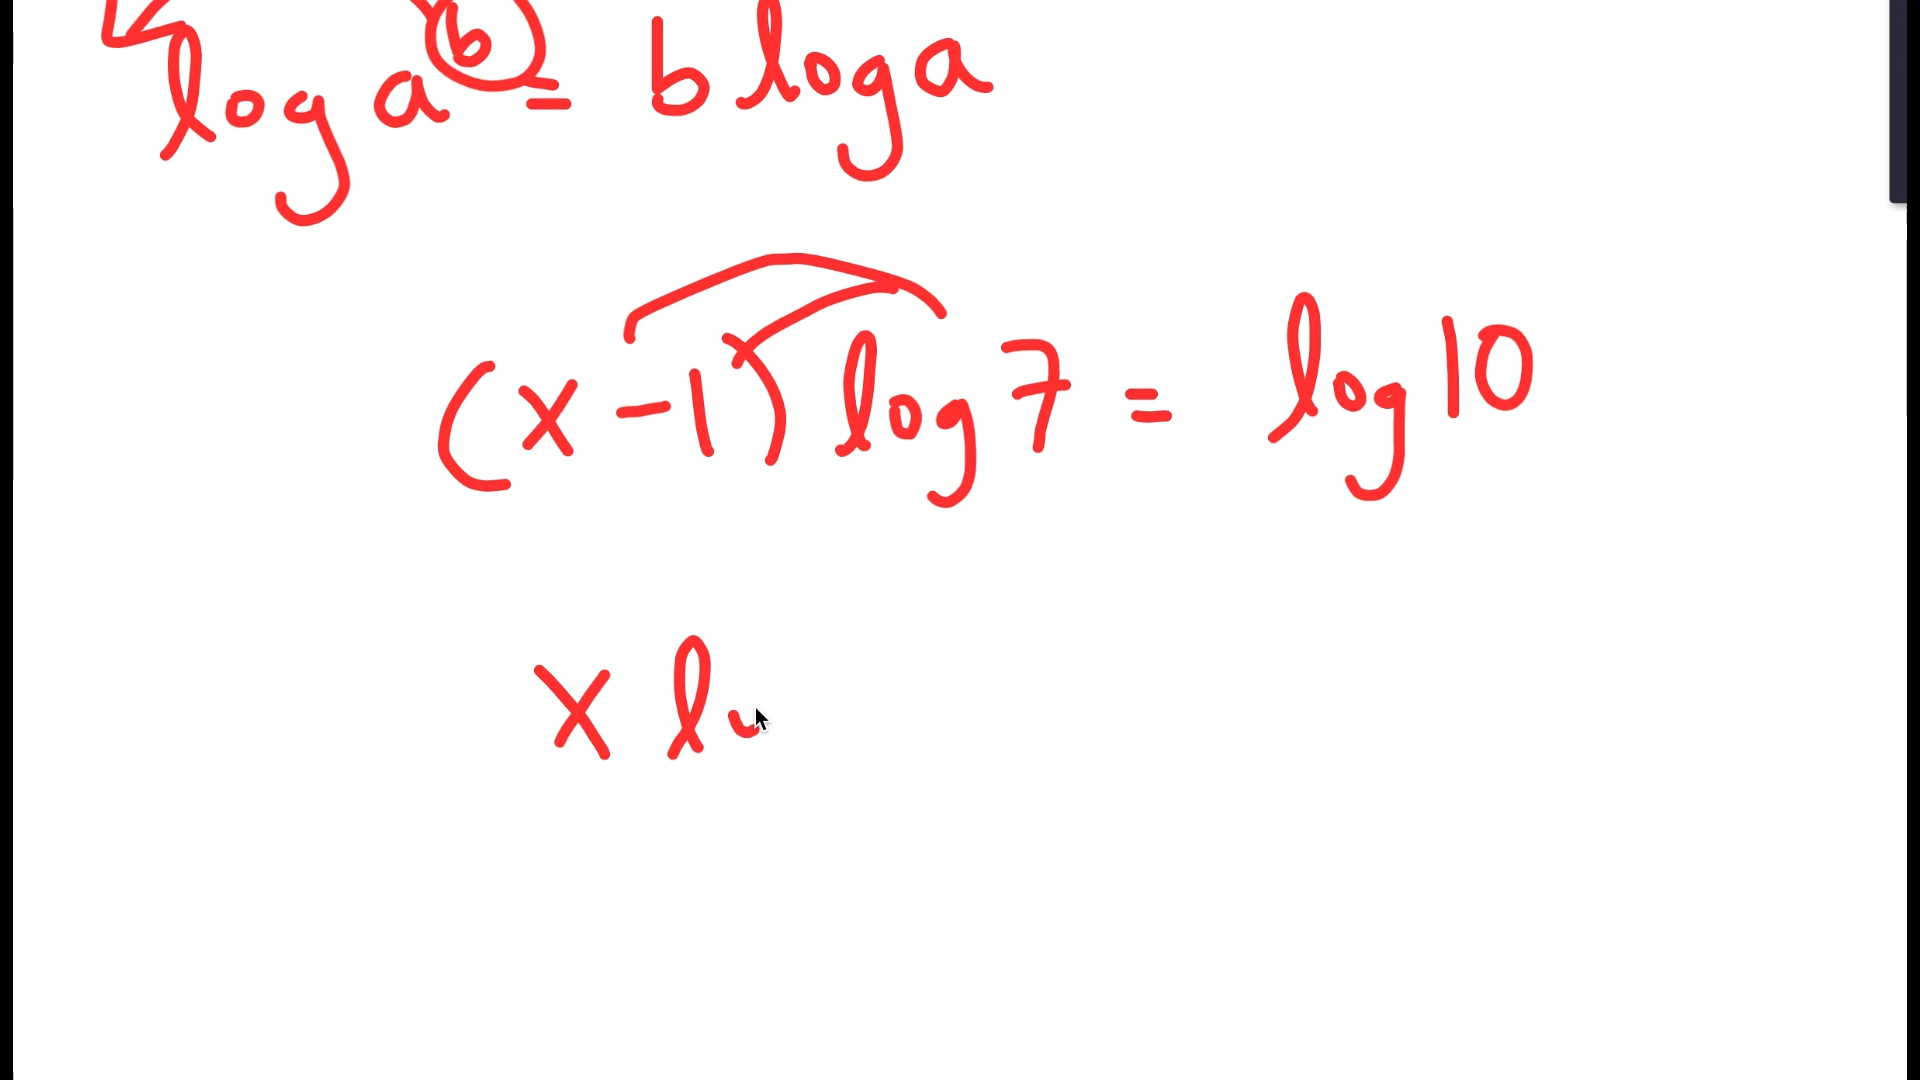 log a^b = b log a
(x-1) log 7 = log 10
x l